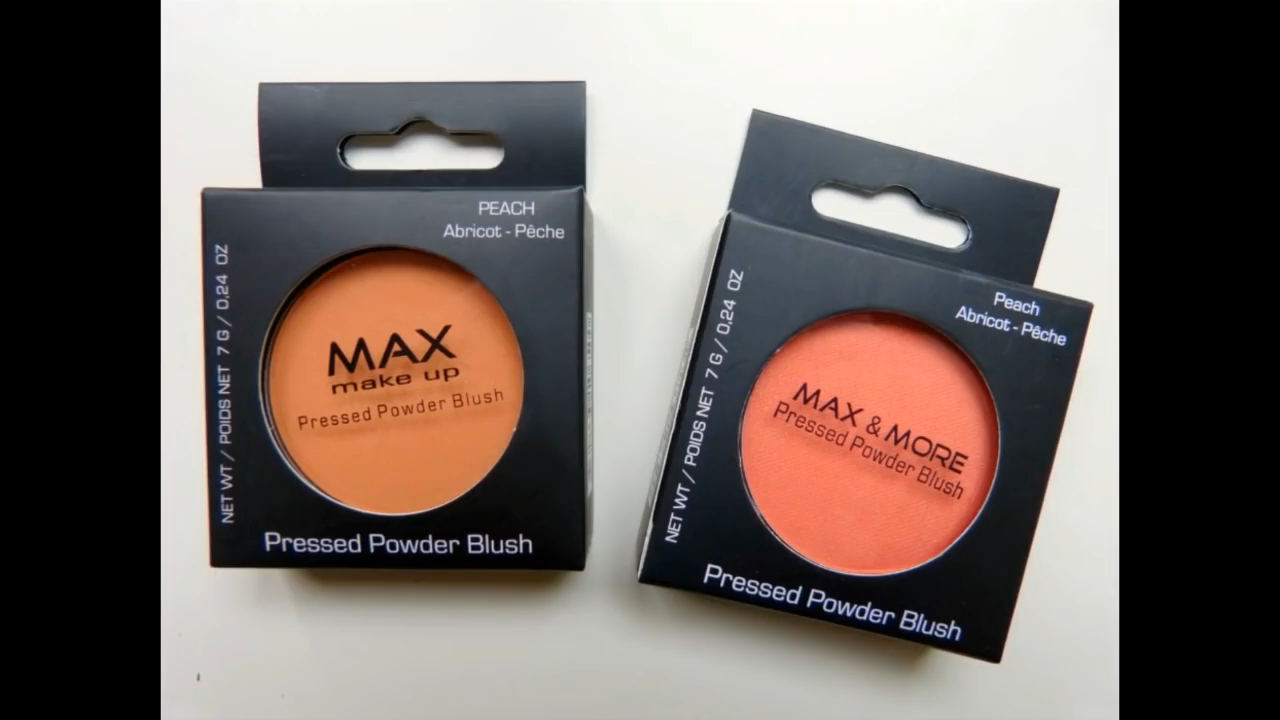 PEACH
Abricot - Pêche
NET WT / POIDS NET 7 G / 0,24 OZ
MAX
make up
Pressed Powder Blush
Pressed Powder Blush
Peach
Abricot - Pêche
NET WT / POIDS NET 7 G / 0,24 OZ
MAX & MORE
Pressed Powder Blush
Pressed Powder Blush